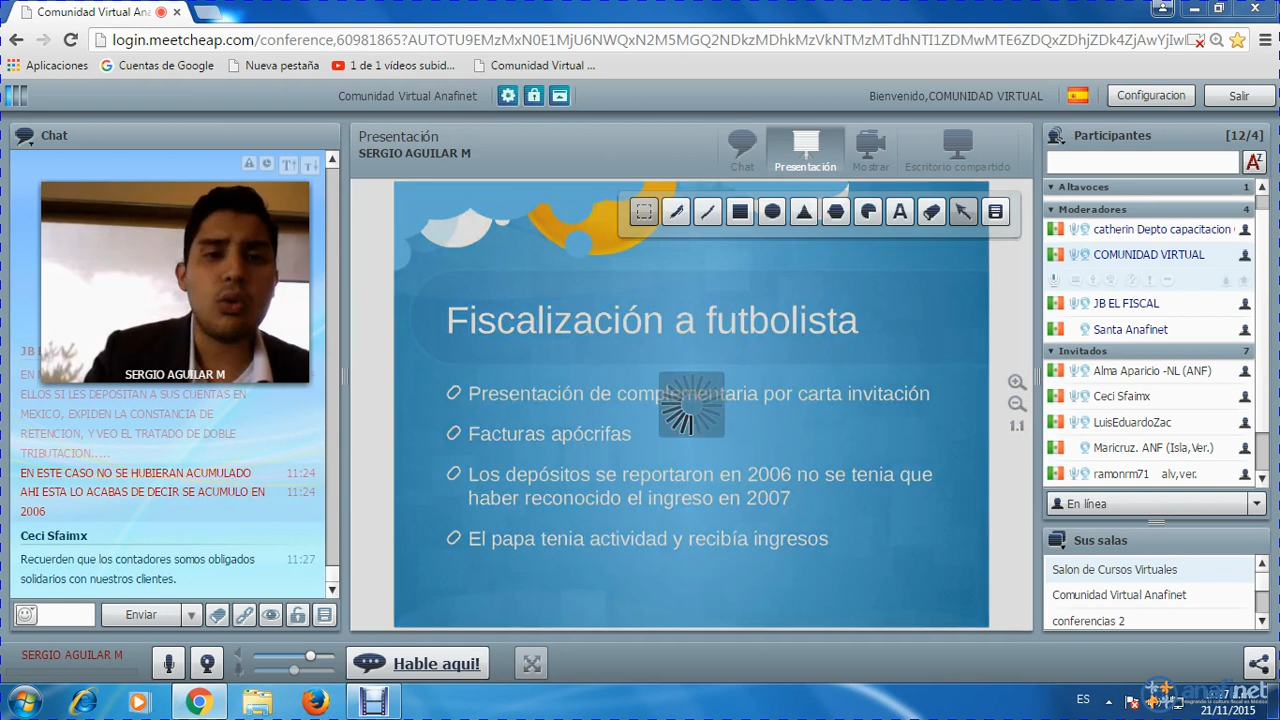 Comunidad Virtual Ana
login.meetcheap.com/conference,60981865?AUTOTU9EMzMxN0E1MjU6NWQxN2M5MGQ2NDkzMDhkMzVkNTMzMTdhNTI1ZDMwMTE6ZDQxZDhjZDk4ZjAwYjIw
Aplicaciones
Cuentas de Google
Nueva pestaña
1 de 1 vídeos subid...
Comunidad Virtual ...
Comunidad Virtual Anafinet
Bienvenido,COMUNIDAD VIRTUAL
Configuracion
Salir
Chat
SERGIO AGUILAR M
ELLOS SI LES DEPOSITAN A SUS CUENTAS EN
MEXICO, EXPIDEN LA CONSTANCIA DE
RETENCION, Y VEO EL TRATADO DE DOBLE
TRIBUTACION.....
EN ESTE CASO NO SE HUBIERAN ACUMULADO 11:24
AHI ESTA LO ACABAS DE DECIR SE ACUMULO EN 11:24
2006
Ceci Sfaimx
Recuerden que los contadores somos obligados 11:27
solidarios con nuestros clientes.
Enviar
Presentación
SERGIO AGUILAR M
Chat
Presentación
Mostrar
Escritorio compartido
A
Fiscalización a futbolista
Presentación de complementaria por carta invitación
Facturas apócrifas
Los depósitos se reportaron en 2006 no se tenia que
haber reconocido el ingreso en 2007
El papa tenia actividad y recibía ingresos
1.1
Participantes [12/4]
Altavoces 1
Moderadores 4
catherin Depto capacitacion
COMUNIDAD VIRTUAL
JB EL FISCAL
Santa Anafinet
Invitados 7
Alma Aparicio -NL (ANF)
Ceci Sfaimx
LuisEduardoZac
Maricruz. ANF (Isla,Ver.)
ramonrm71 alv,ver.
En línea
Sus salas
Salon de Cursos Virtuales
Comunidad Virtual Anafinet
conferencias 2
SERGIO AGUILAR M
Hable aqui!
ES
anafinet
21/11/2015